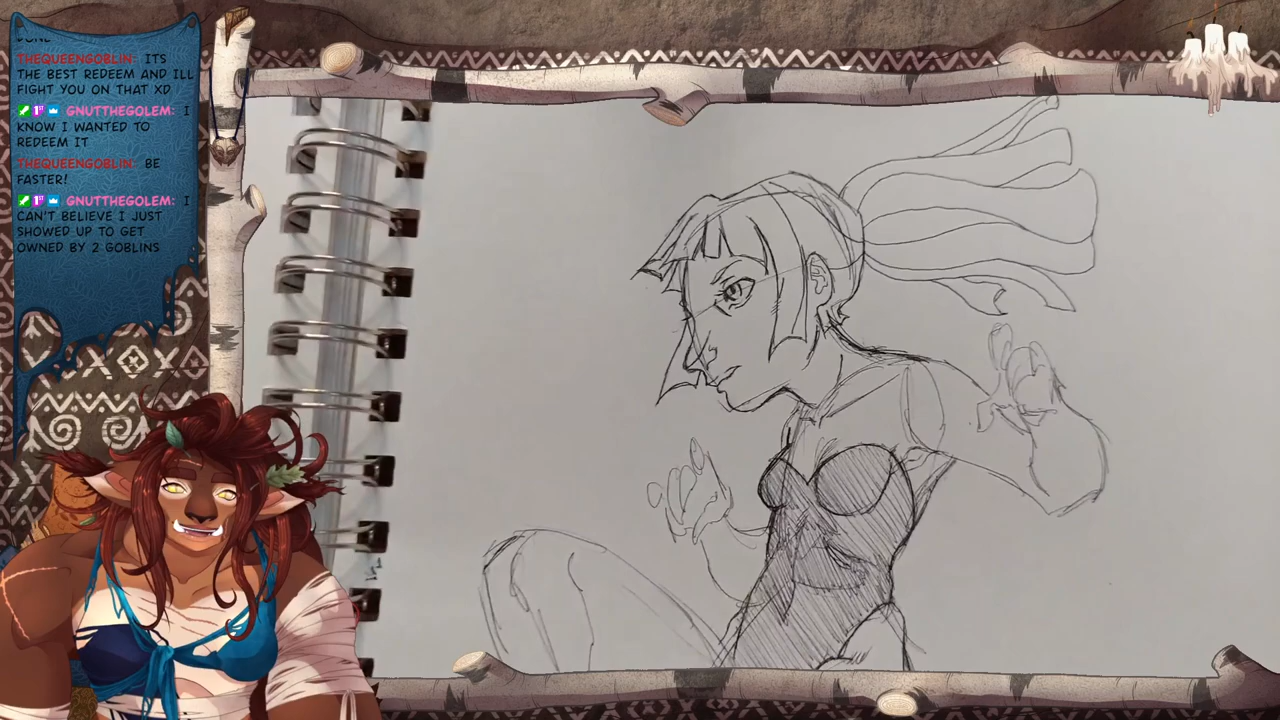 THEQUEENGOBLIN: ITS
THE BEST REDEEM AND ILL
FIGHT YOU ON THAT XD
GNUTTHEGOLEM: I
KNOW I WANTED TO
REDEEM IT
THEQUEENGOBLIN: BE
FASTER!
GNUTTHEGOLEM: I
CAN'T BELIEVE I JUST
SHOWED UP TO GET
OWNED BY 2 GOBLINS